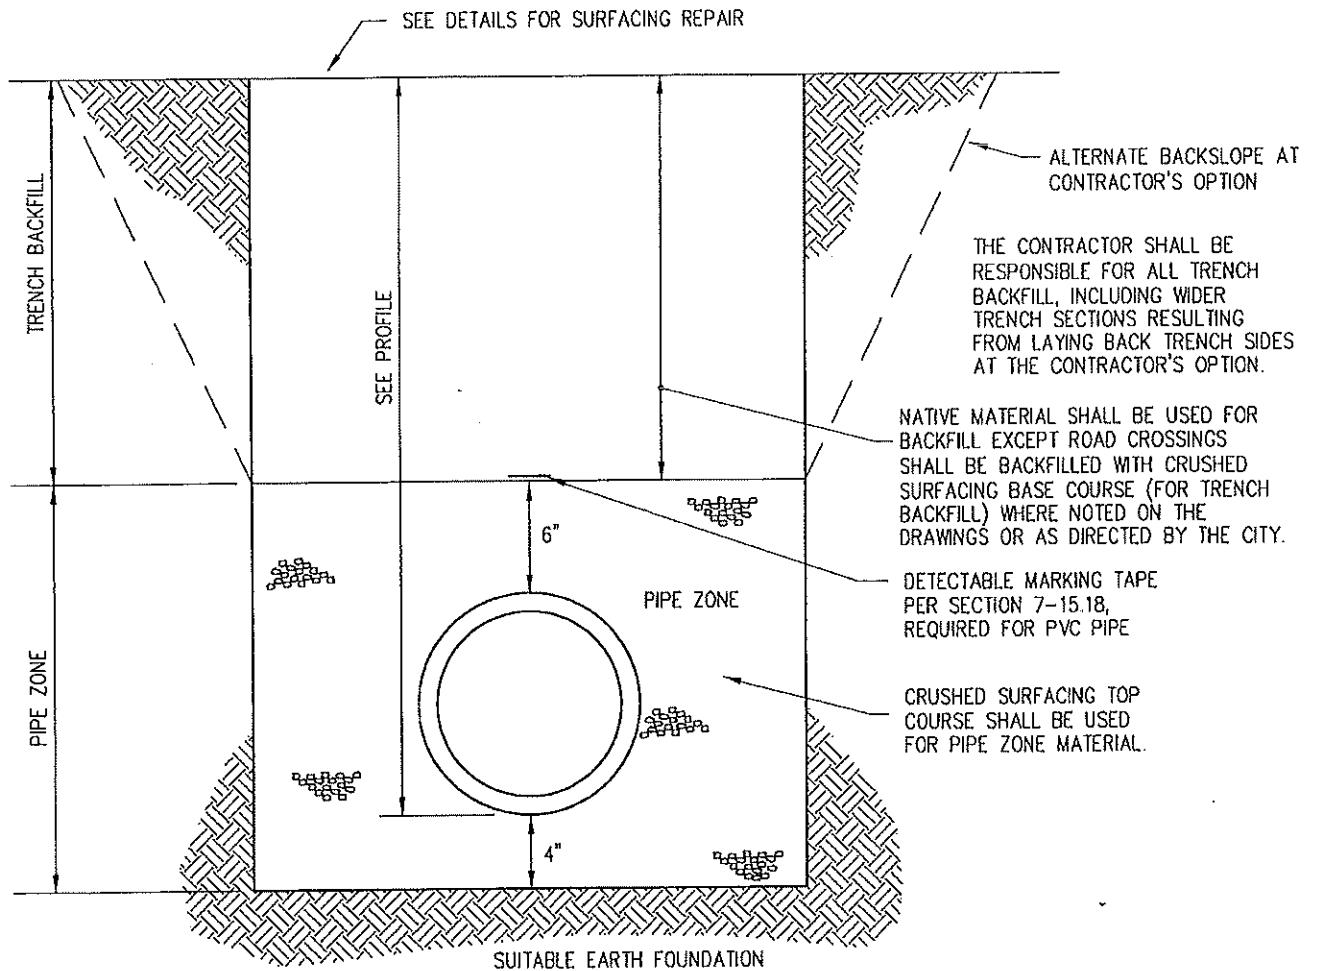 SEE DETAILS FOR SURFACING REPAIR
TRENCH BACKFILL
SEE PROFILE
ALTERNATE BACKSLOPE AT
CONTRACTOR'S OPTION
THE CONTRACTOR SHALL BE
RESPONSIBLE FOR ALL TRENCH
BACKFILL, INCLUDING WIDER
TRENCH SECTIONS RESULTING
FROM LAYING BACK TRENCH SIDES
AT THE CONTRACTOR'S OPTION.
NATIVE MATERIAL SHALL BE USED FOR
BACKFILL EXCEPT ROAD CROSSINGS
SHALL BE BACKFILLED WITH CRUSHED
SURFACING BASE COURSE (FOR TRENCH
BACKFILL) WHERE NOTED ON THE
DRAWINGS OR AS DIRECTED BY THE CITY.
6"
DETECTABLE MARKING TAPE
PER SECTION 7-15.18,
REQUIRED FOR PVC PIPE
PIPE ZONE
PIPE ZONE
CRUSHED SURFACING TOP
COURSE SHALL BE USED
FOR PIPE ZONE MATERIAL.
4"
SUITABLE EARTH FOUNDATION